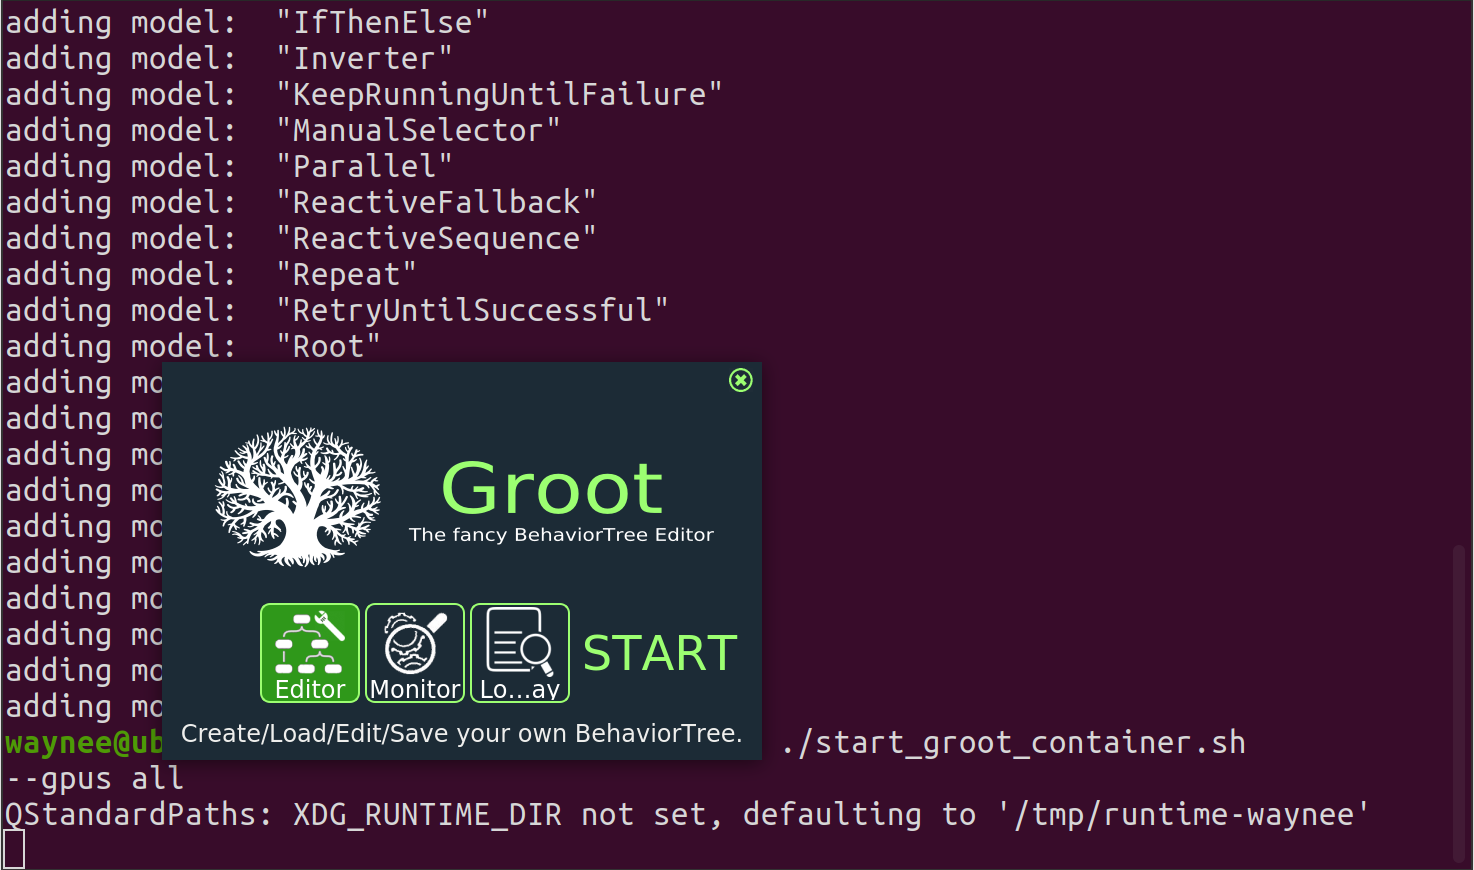 adding model:  "IfThenElse"
adding model:  "Inverter"
adding model:  "KeepRunningUntilFailure"
adding model:  "ManualSelector"
adding model:  "Parallel"
adding model:  "ReactiveFallback"
adding model:  "ReactiveSequence"
adding model:  "Repeat"
adding model:  "RetryUntilSuccessful"
adding model:  "Root"
adding mo
adding mo
adding mo
adding mo
adding mo
adding mo
adding mo
adding mo
adding mo
adding mo
Groot
The fancy BehaviorTree Editor
Editor Monitor Lo...ay START
Create/Load/Edit/Save your own BehaviorTree.
waynee@ub ./start_groot_container.sh
--gpus all
QStandardPaths: XDG_RUNTIME_DIR not set, defaulting to '/tmp/runtime-waynee'